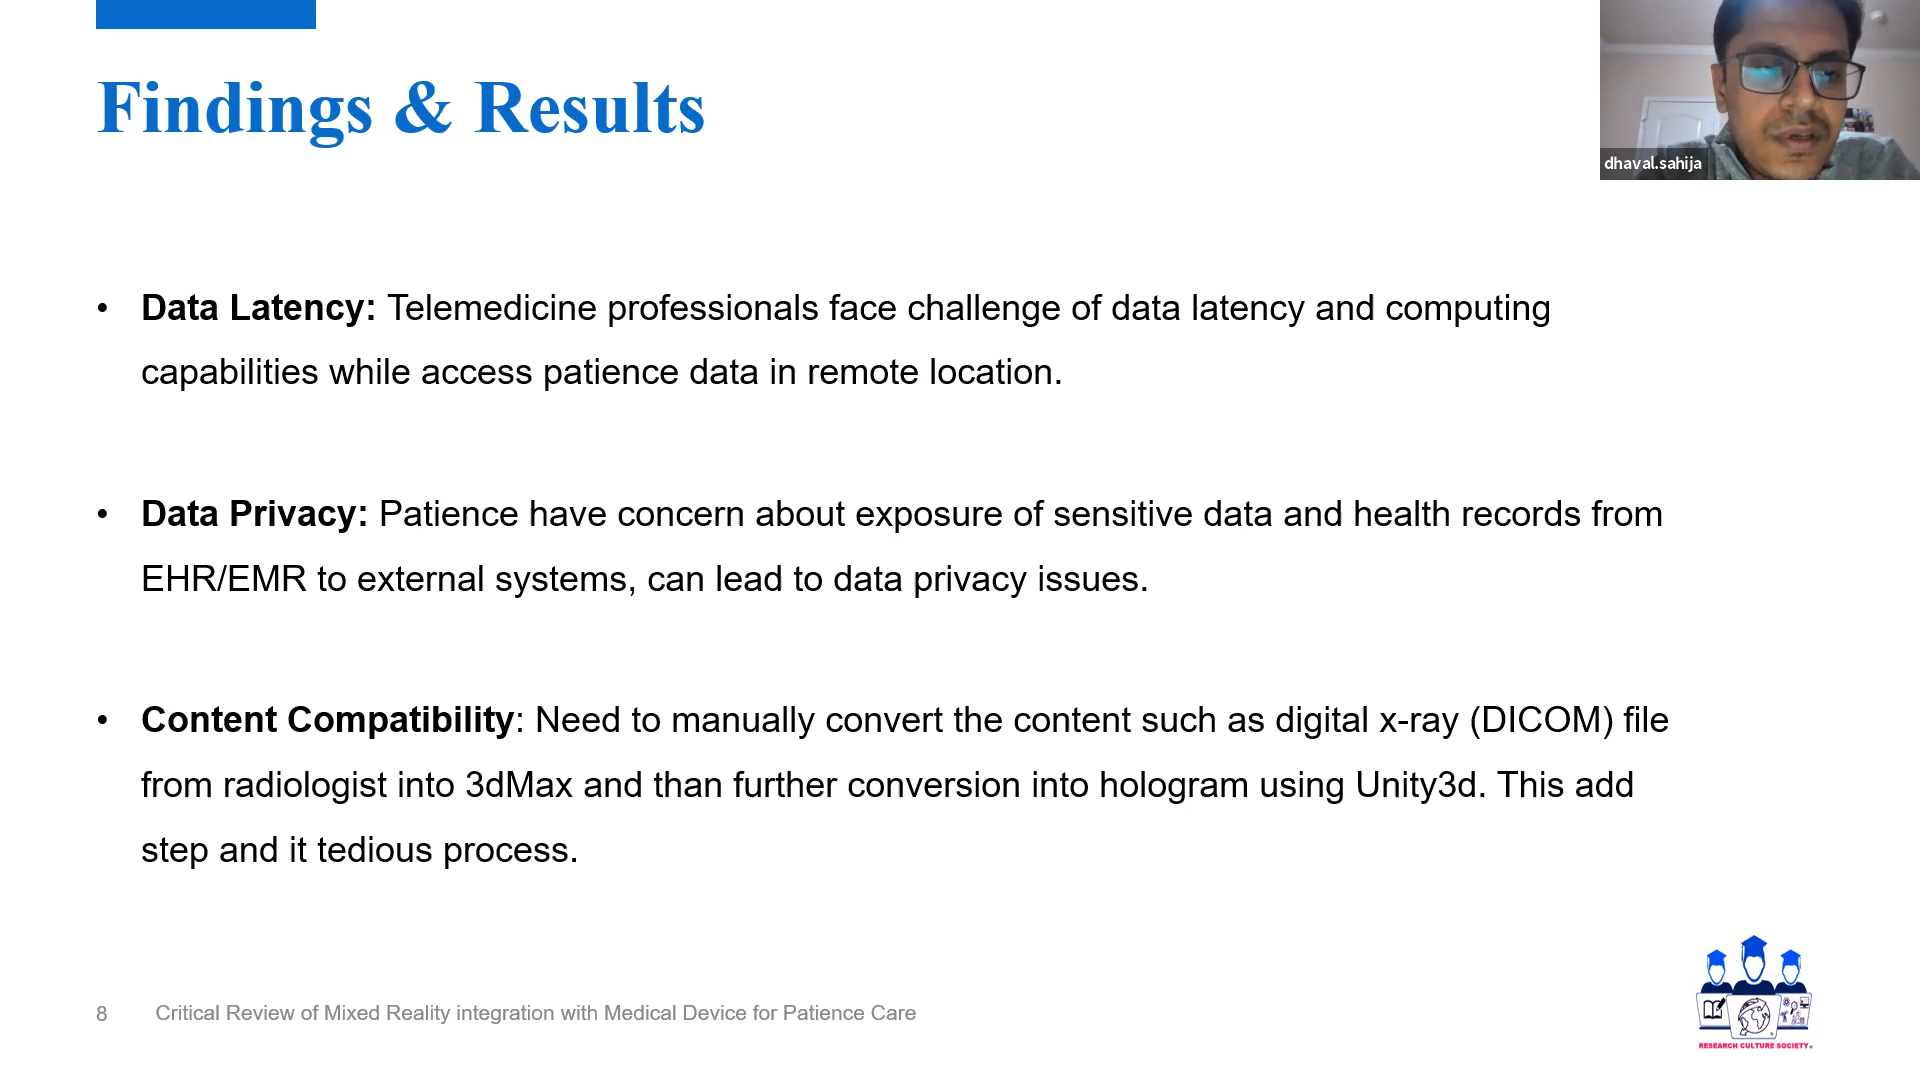 Findings & Results
dhaval.sahija
• Data Latency: Telemedicine professionals face challenge of data latency and computing
capabilities while access patience data in remote location.
• Data Privacy: Patience have concern about exposure of sensitive data and health records from
EHR/EMR to external systems, can lead to data privacy issues.
• Content Compatibility: Need to manually convert the content such as digital x-ray (DICOM) file
from radiologist into 3dMax and than further conversion into hologram using Unity3d. This add
step and it tedious process.
8 Critical Review of Mixed Reality integration with Medical Device for Patience Care
RESEARCH CULTURE SOCIETY